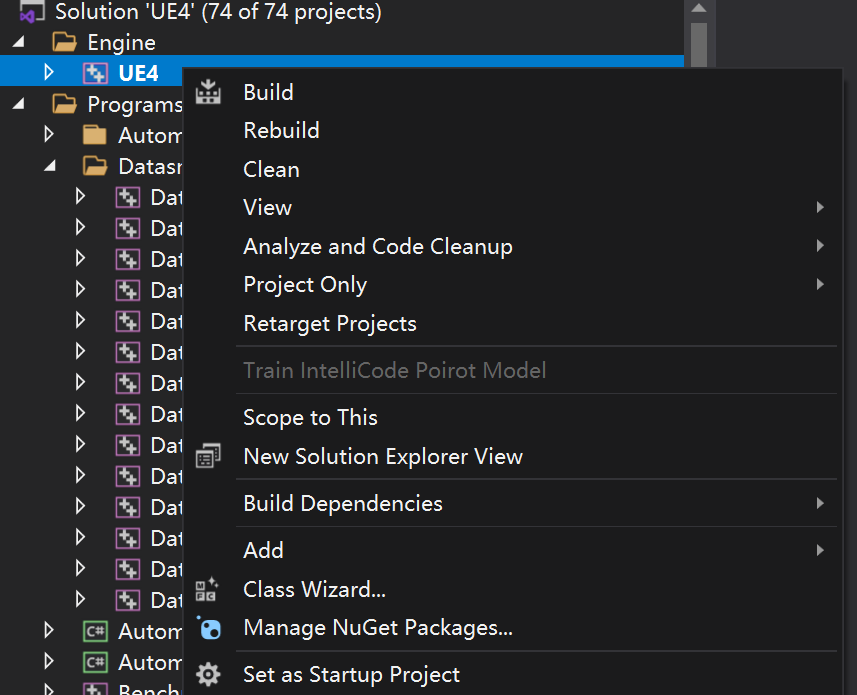 Solution 'UE4' (74 of 74 projects)
Engine
UE4
Programs
Autom
Datasr
Dat
Dat
Dat
Dat
Dat
Dat
Dat
Dat
Dat
Dat
Dat
Dat
Dat
Dat
C# Autom
C# Autom
Bench
Build
Rebuild
Clean
View
Analyze and Code Cleanup
Project Only
Retarget Projects
Train IntelliCode Poirot Model
Scope to This
New Solution Explorer View
Build Dependencies
Add
Class Wizard...
Manage NuGet Packages...
Set as Startup Project